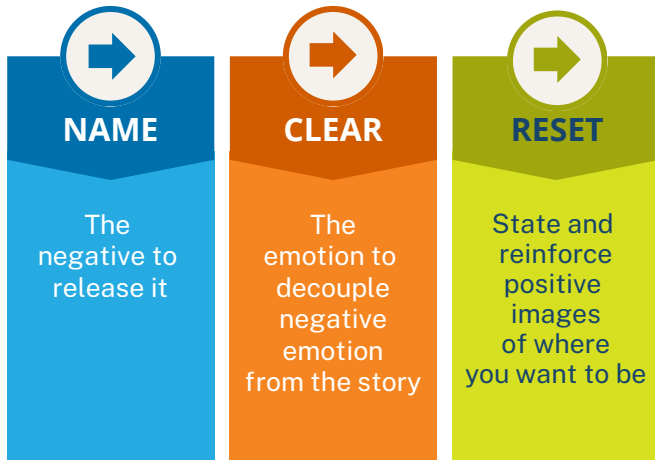 NAME
The
negative to
release it
CLEAR
The
emotion to
decouple
negative
emotion
from the story
RESET
State and
reinforce
positive
images
of where
you want to be